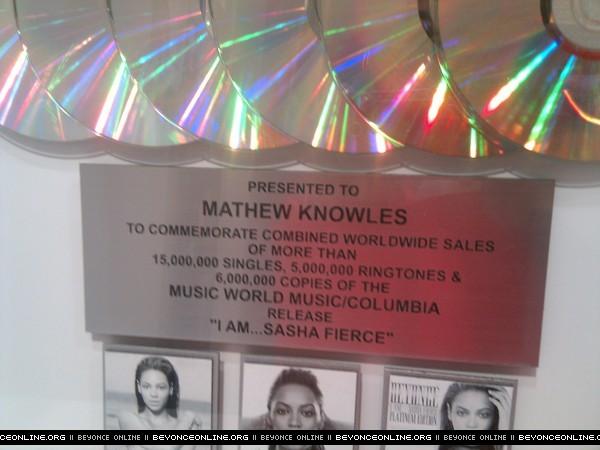 PRESENTED TO
MATHEW KNOWLES
TO COMMEMORATE COMBINED WORLDWIDE SALES
OF MORE THAN
15,000,000 SINGLES, 5,000,000 RINGTONES &
6,000,000 COPIES OF THE
MUSIC WORLD MUSIC/COLUMBIA
RELEASE
"I AM...SASHA FIERCE"
BEYONCÉ
PLATINUM EDITION
CEONLINE.ORG || BEYONCE ONLINE || BEYONCEONLINE.ORG || BEYONCE ONLINE || BEYONCEONLINE.ORG || BEYONCE ONLINE || BEYONCEON